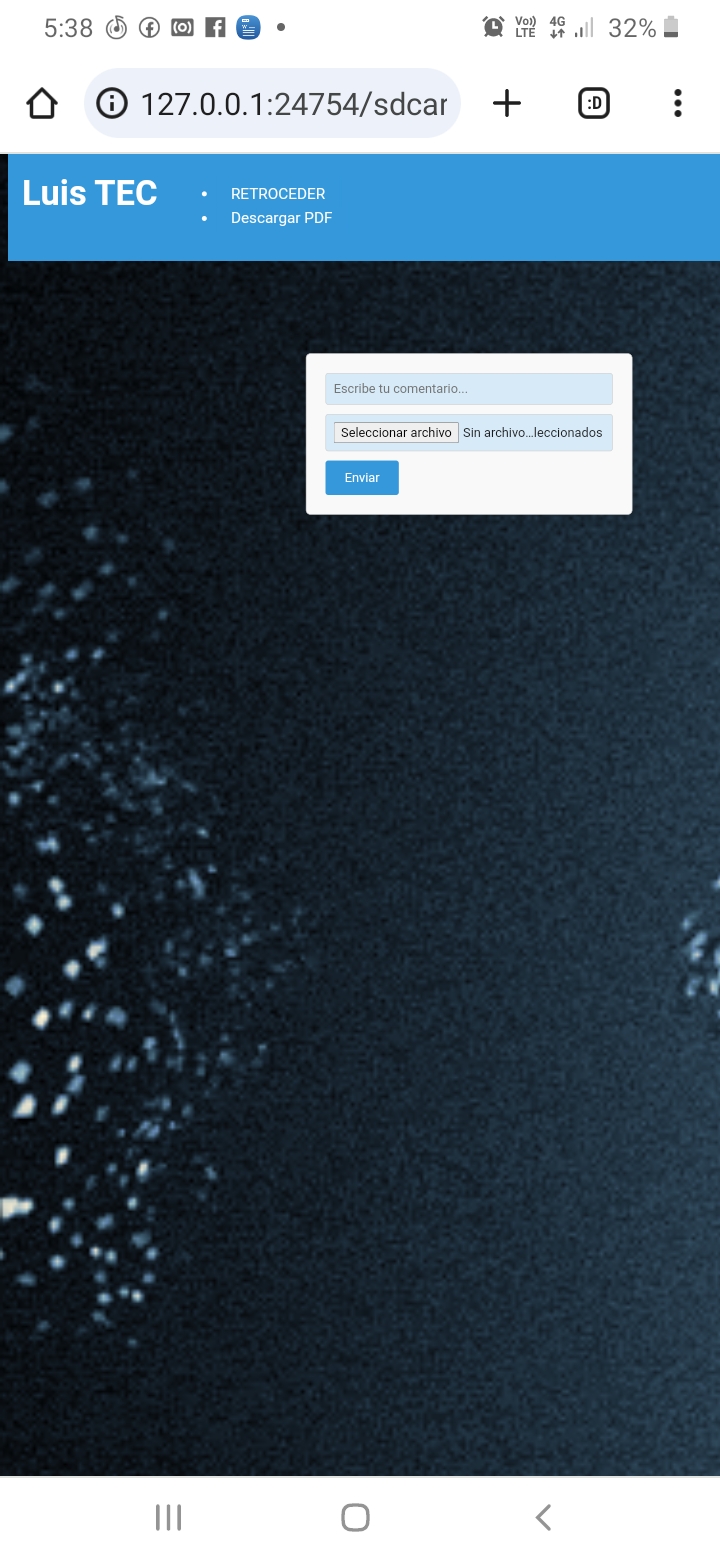 5:38
Vo)) LTE 4G 32%
127.0.0.1:24754/sdcar
:D
Luis TEC
• RETROCEDER
• Descargar PDF
Escribe tu comentario...
Seleccionar archivo Sin archivo…leccionados
Enviar